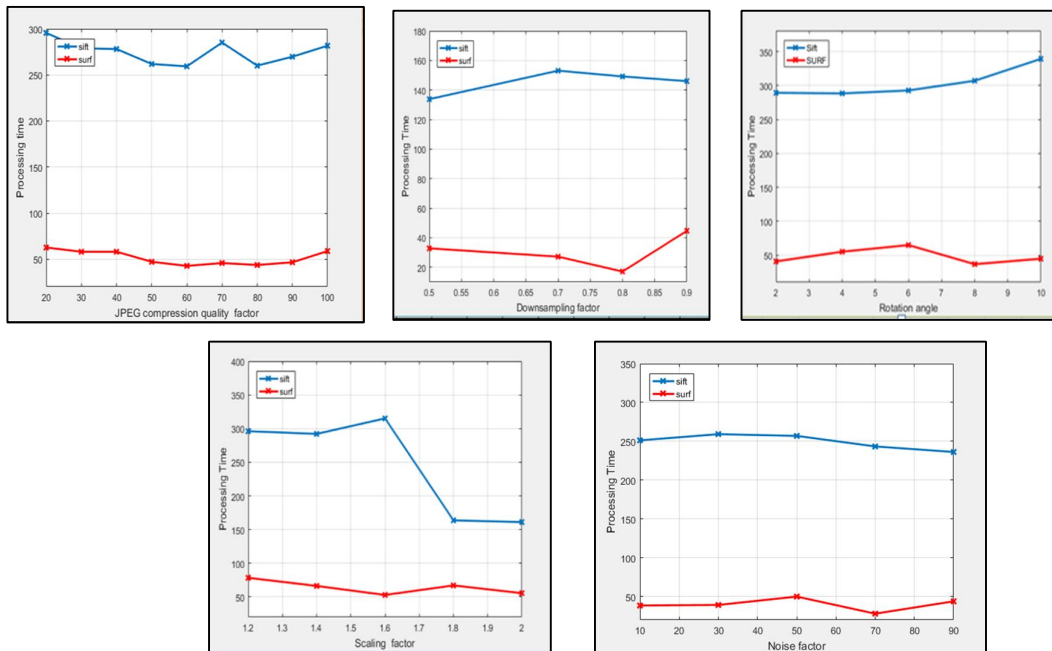 300
250
200
150
100
50
sift
surf
Processing time
20 30 40 50 60 70 80 90 100
JPEG compression quality factor
180
160
140
120
100
80
60
40
20
sift
surf
Processing Time
0.5 0.55 0.6 0.65 0.7 0.75 0.8 0.85 0.9
Downsampling factor
350
300
250
200
150
100
50
Sift
SURF
Processing Time
2 3 4 5 6 7 8 9 10
Rotation angle
400
350
300
250
200
150
100
50
sift
surf
Processing Time
1.2 1.3 1.4 1.5 1.6 1.7 1.8 1.9 2
Scaling factor
350
300
350
250
200
150
100
50
sift
surf
Processing Time
10 20 30 40 50 60 70 80 90
Noise factor